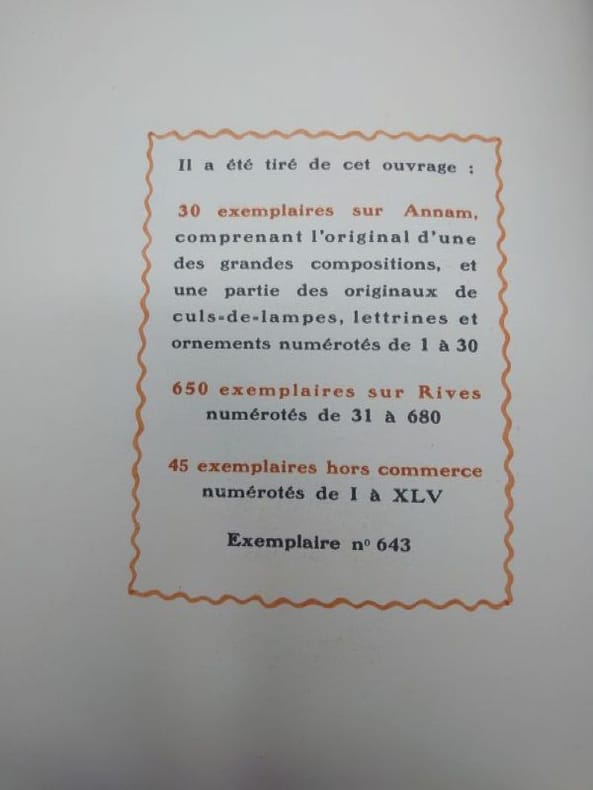 Il a été tiré de cet ouvrage :
30 exemplaires sur Annam,
comprenant l'original d'une
des grandes compositions, et
une partie des originaux de
culs-de-lampes, lettrines et
ornements numérotés de 1 à 30
650 exemplaires sur Rives
numérotés de 31 à 680
45 exemplaires hors commerce
numérotés de I à XLV
Exemplaire nº 643